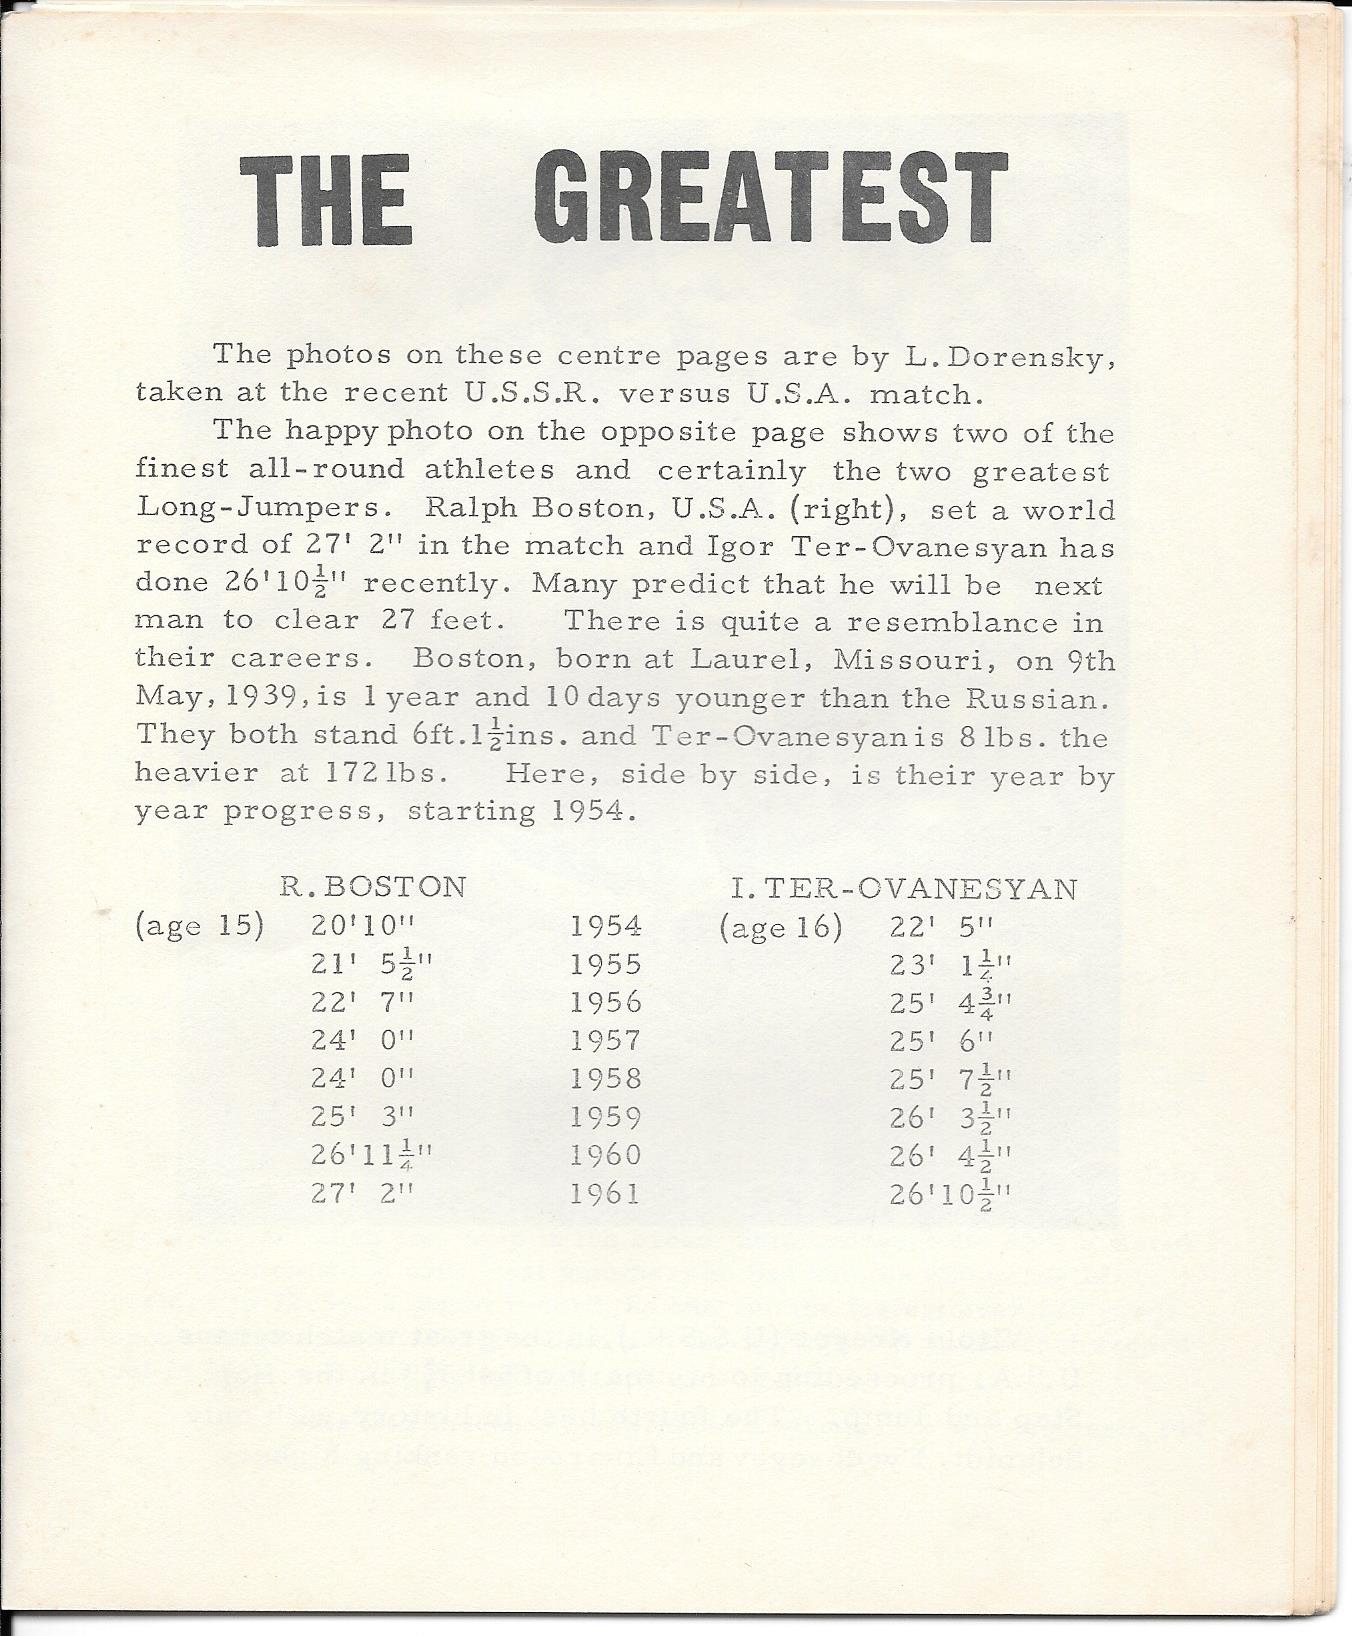 THE GREATEST
The photos on these centre pages are by L. Dorensky,
taken at the recent U.S.S.R. versus U.S.A. match.
The happy photo on the opposite page shows two of the
finest all-round athletes and certainly the two greatest
Long-Jumpers. Ralph Boston, U.S.A. (right), set a world
record of 27' 2" in the match and Igor Ter-Ovanesyan has
done 26'10½" recently. Many predict that he will be next
man to clear 27 feet. There is quite a resemblance in
their careers. Boston, born at Laurel, Missouri, on 9th
May, 1939, is 1 year and 10 days younger than the Russian.
They both stand 6ft.1½ins. and Ter-Ovanesyan is 8 lbs. the
heavier at 172 lbs. Here, side by side, is their year by
year progress, starting 1954.
R. BOSTON I. TER-OVANESYAN
(age 15) 20'10" 1954 (age 16) 22' 5"
21' 5½" 1955 23' 1¼"
22' 7" 1956 25' 4¾"
24' 0" 1957 25' 6"
24' 0" 1958 25' 7½"
25' 3" 1959 26' 3½"
26'11¼" 1960 26' 4½"
27' 2" 1961 26'10½"